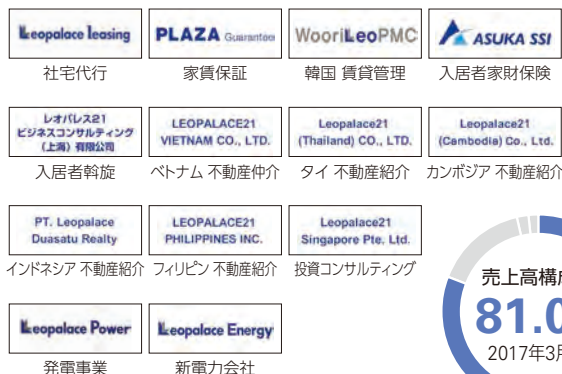 Leopalace leasing
社宅代行
PLAZA Guarantee
家賃保証
WooriLeoPMC
韓国 賃貸管理
ASUKA SSI
入居者家財保険
レオパレス21
ビジネスコンサルティング
(上海)有限公司
入居者斡旋
LEOPALACE21
VIETNAM CO., LTD.
ベトナム 不動産仲介
Leopalace21
(Thailand) CO., LTD.
タイ 不動産紹介
Leopalace21
(Cambodia) Co., Ltd.
カンボジア 不動産紹介
PT. Leopalace
Duasatu Realty
インドネシア 不動産紹介
LEOPALACE21
PHILIPPINES INC.
フィリピン 不動産紹介
Leopalace21
Singapore Pte. Ltd.
投資コンサルティング
Leopalace Power
発電事業
Leopalace Energy
新電力会社
売上高構成
81.0
2017年3月